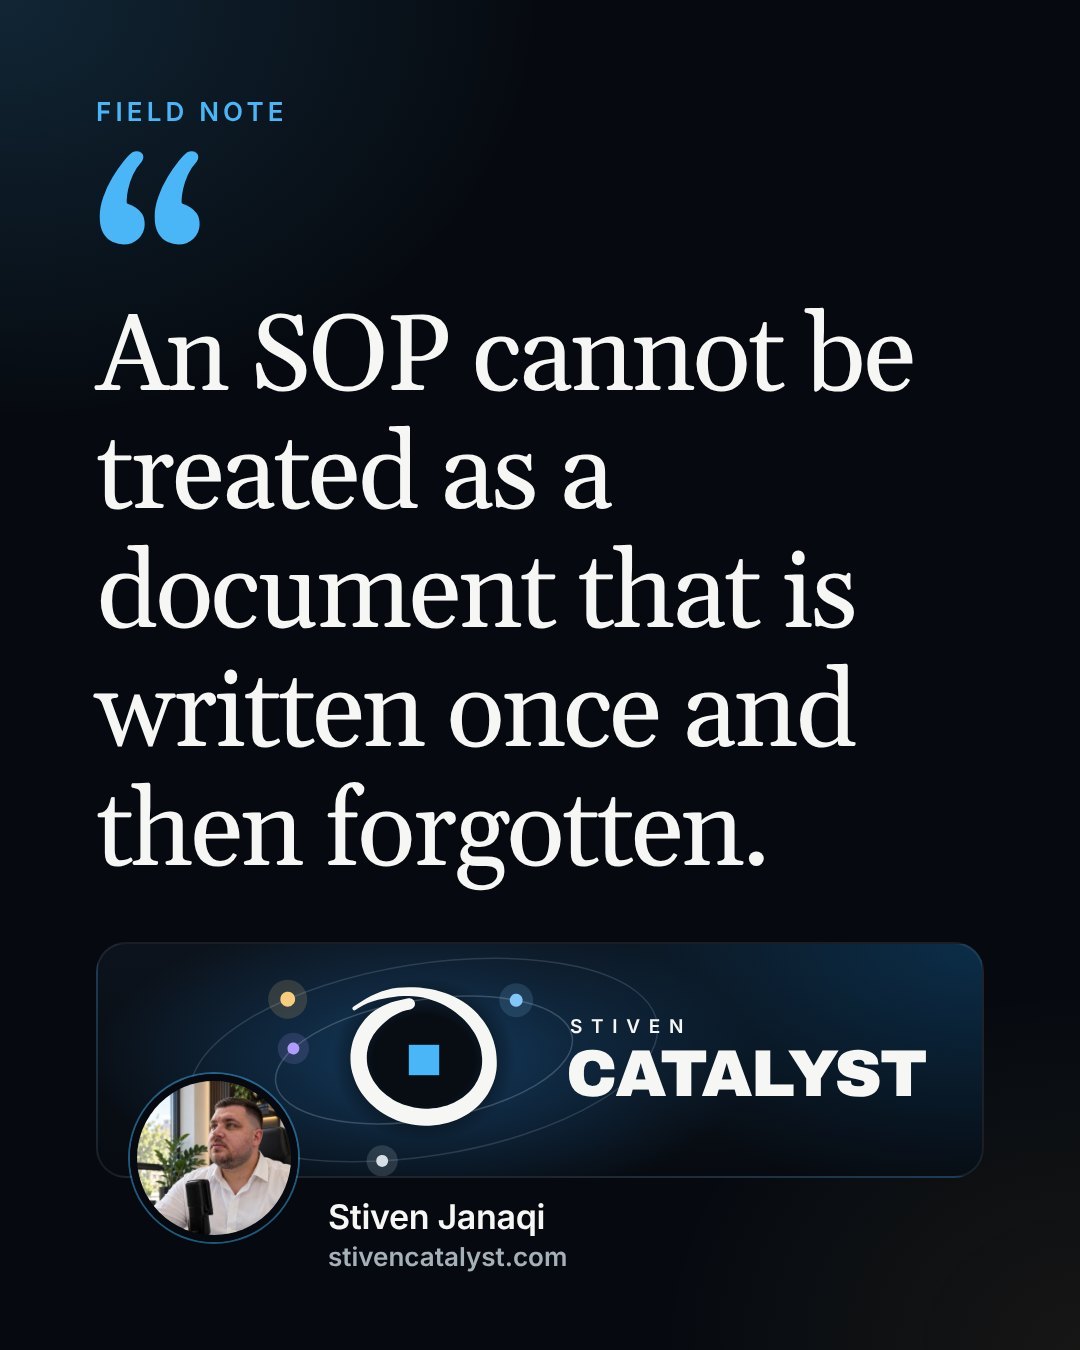 FIELD NOTE
“
An SOP cannot be
treated as a
document that is
written once and
then forgotten.
STIVEN
CATALYST
Stiven Janaqi
stivencatalyst.com